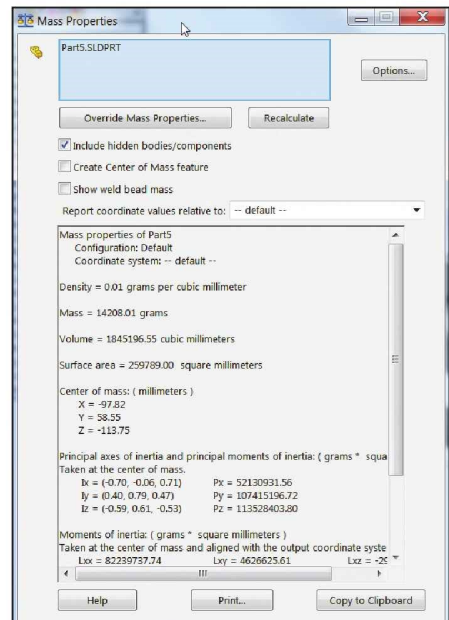 Mass Properties
Part5.SLDPRT
Options...
Override Mass Properties...
Recalculate
Include hidden bodies/components
Create Center of Mass feature
Show weld bead mass
Report coordinate values relative to: -- default --
Mass properties of Part5
Configuration: Default
Coordinate system: -- default --
Density = 0.01 grams per cubic millimeter
Mass = 14208.01 grams
Volume = 1845196.55 cubic millimeters
Surface area = 259789.00 square millimeters
Center of mass: ( millimeters )
X = -97.82
Y = 58.55
Z = -113.75
Principal axes of inertia and principal moments of inertia: ( grams * squa
Taken at the center of mass.
Ix = (-0.70, -0.06, 0.71) Px = 52130931.56
Iy = (0.40, 0.79, 0.47) Py = 107415196.72
Iz = (-0.59, 0.61, -0.53) Pz = 113528403.80
Moments of inertia: ( grams * square millimeters )
Taken at the center of mass and aligned with the output coordinate syste
Lxx = 82239737.74 Lxy = 4626625.61 Lxz = -29
Help
Print...
Copy to Clipboard